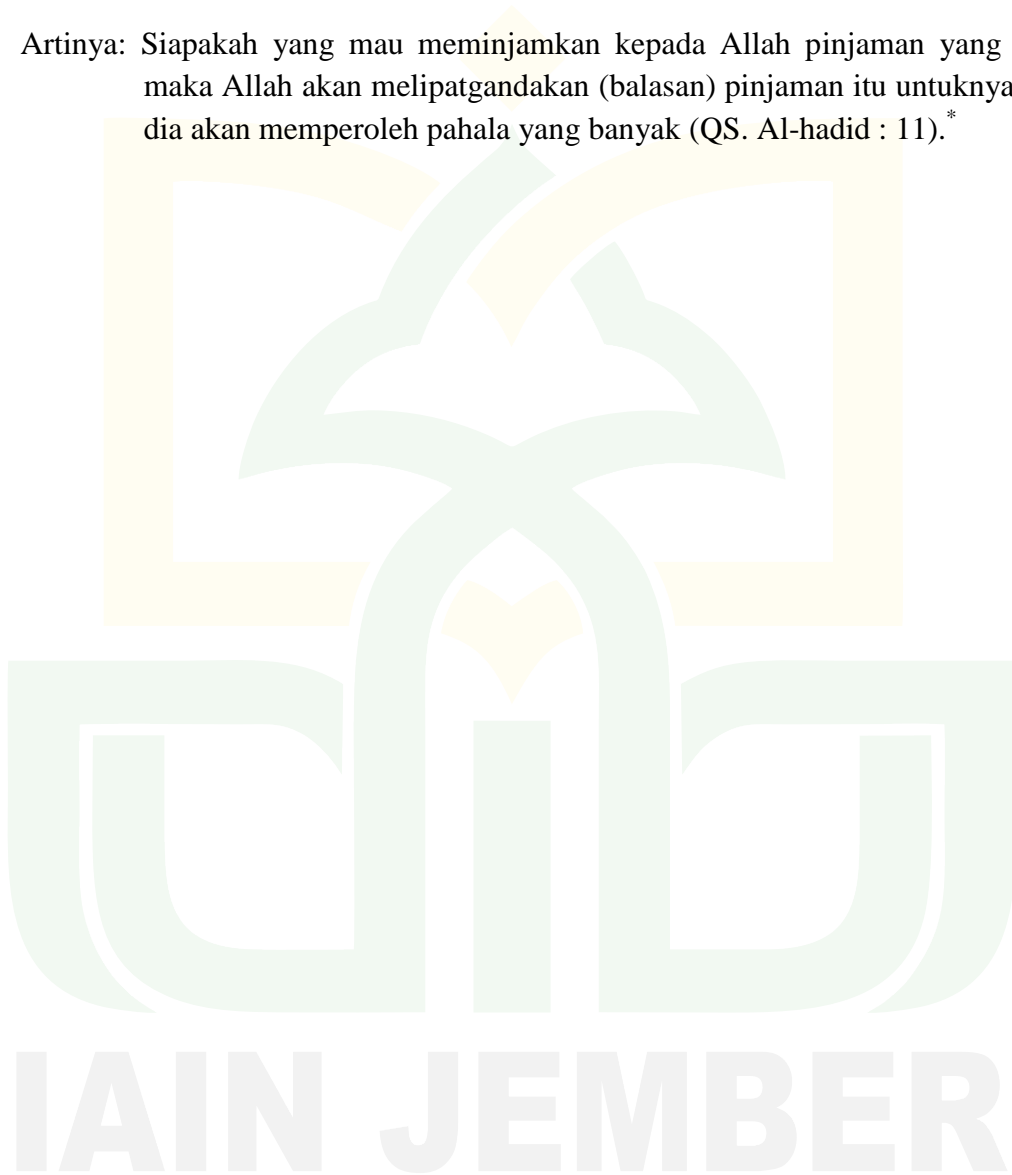 Artinya: Siapakah yang mau meminjamkan kepada Allah pinjaman yang
maka Allah akan melipatgandakan (balasan) pinjaman itu untuknya
dia akan memperoleh pahala yang banyak (QS. Al-hadid : 11).*
IAIN JEMBER